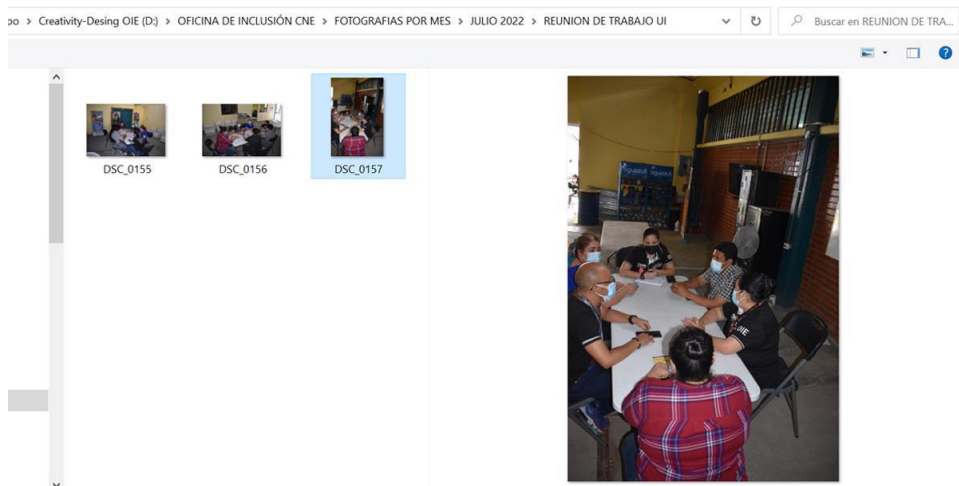 po > Creativity-Desing OIE (D:) > OFICINA DE INCLUSIÓN CNE > FOTOGRAFIAS POR MES > JULIO 2022 > REUNION DE TRABAJO UI
Buscar en REUNION DE TRA...
DSC_0155
DSC_0156
DSC_0157
OIE